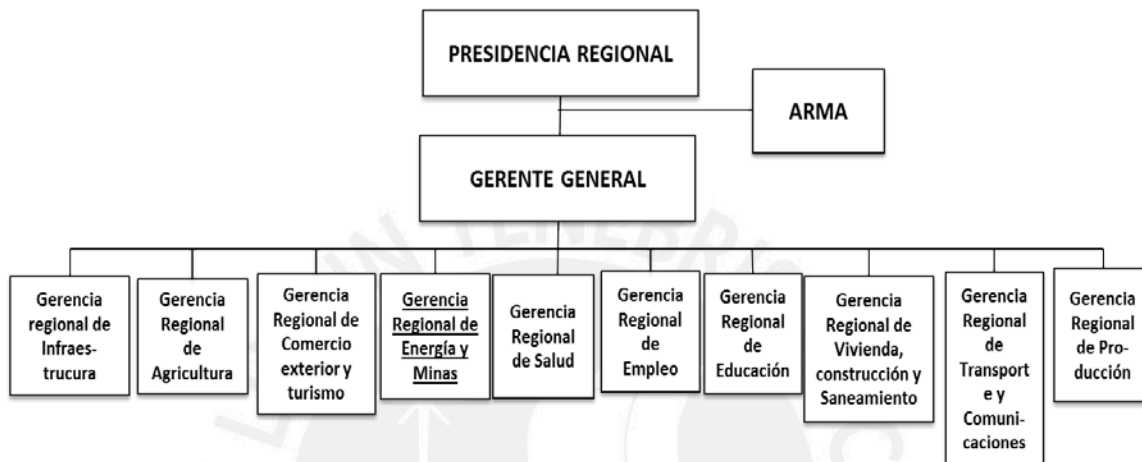 PRESIDENCIA REGIONAL
ARMA
GERENTE GENERAL
Gerencia
regional de
Infraes-
trucura
Gerencia
Regional
de
Agricultura
Gerencia
Regional de
Comercio
exterior y
turismo
Gerencia
Regional de
Energía y
Minas
Gerencia
Regional
de Salud
Gerencia
Regional
de
Empleo
Gerencia
Regional
de
Educación
Gerencia
Regional de
Vivienda,
construcción y
Saneamiento
Gerencia
Regional
de
Transport
e y
Comuni-
caciones
Gerencia
Regional
de Pro-
ducción
IN TENEBRIS